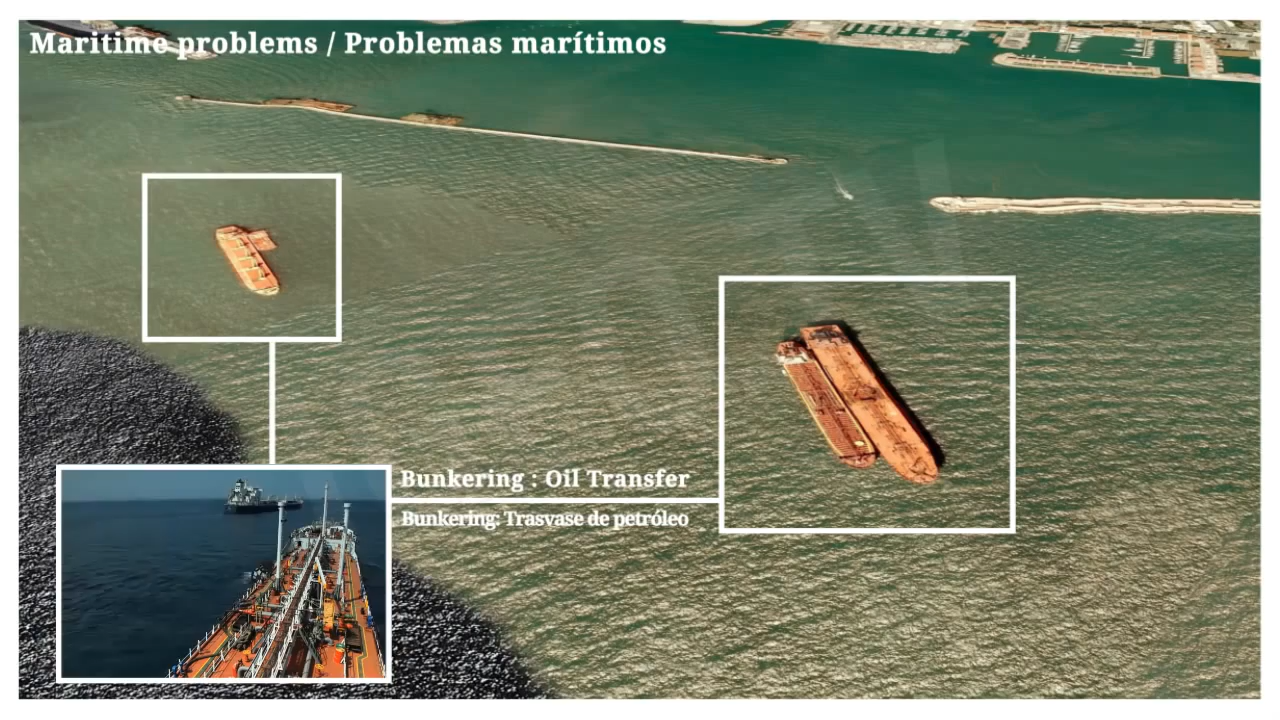 Maritime problems / Problemas marítimos
Bunkering : Oil Transfer
Bunkering: Trasvase de petróleo